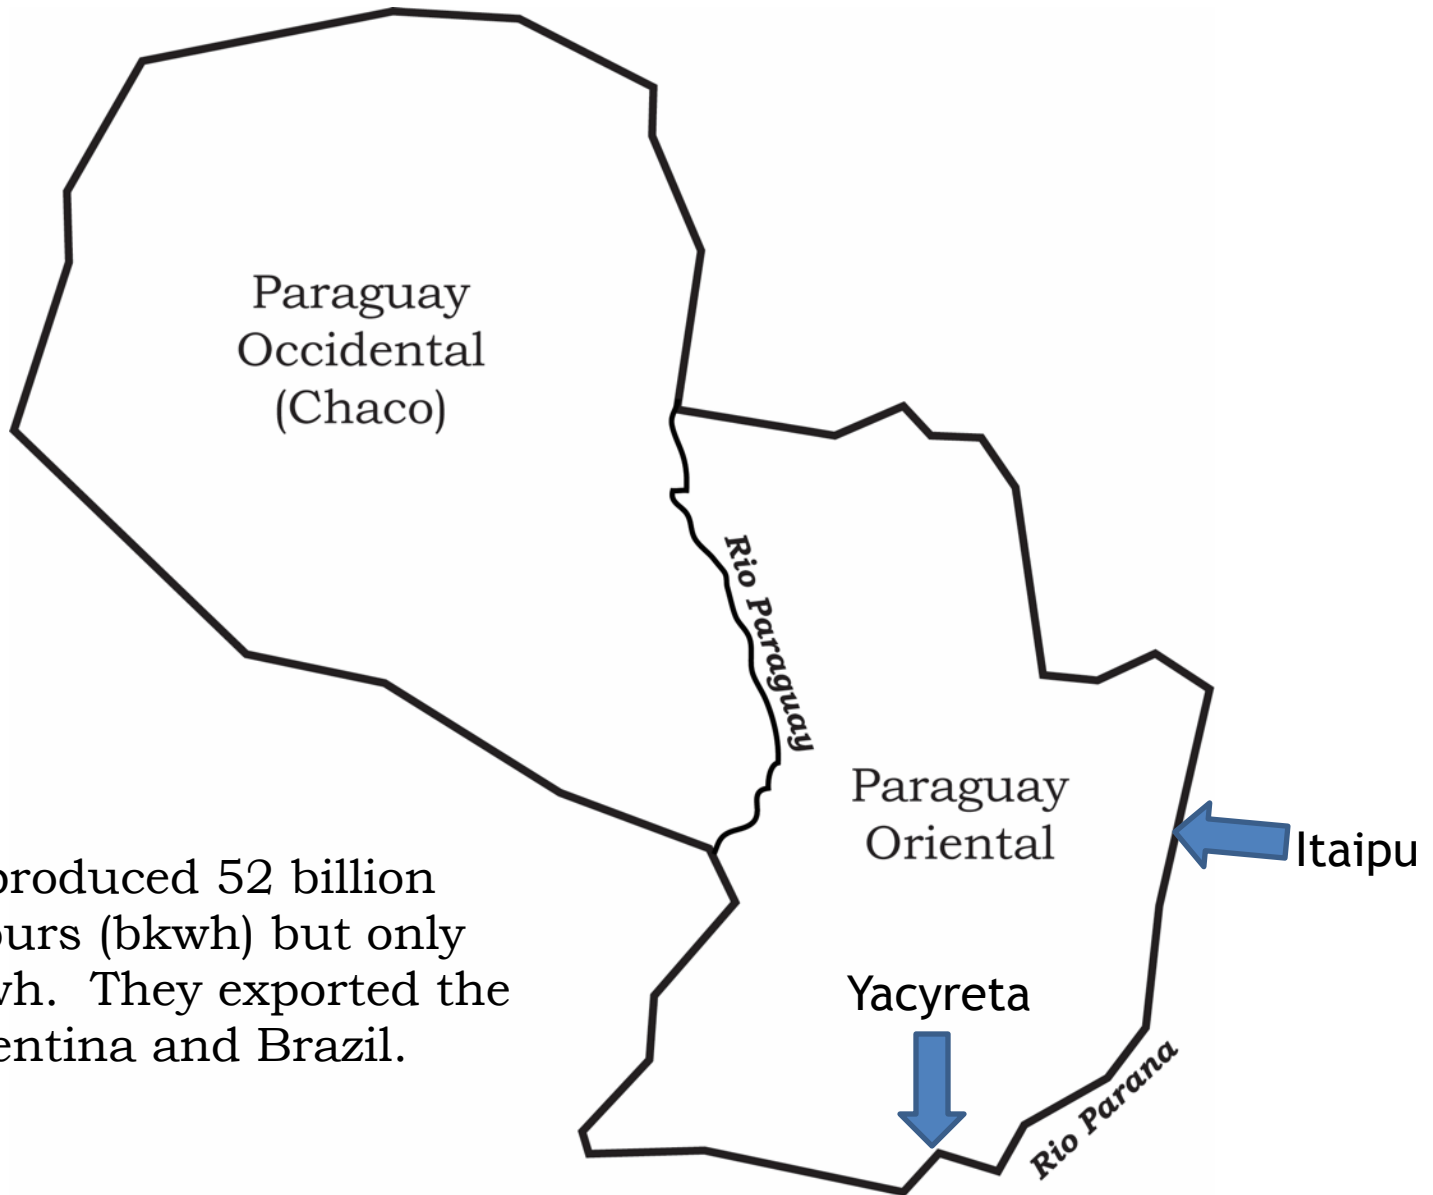 Paraguay
Occidental
(Chaco)
Rio Paraguay
Paraguay
Oriental
Itaipu
produced 52 billion
ours (bkwh) but only
wh. They exported the
entina and Brazil.
Yacyreta
Rio Parana